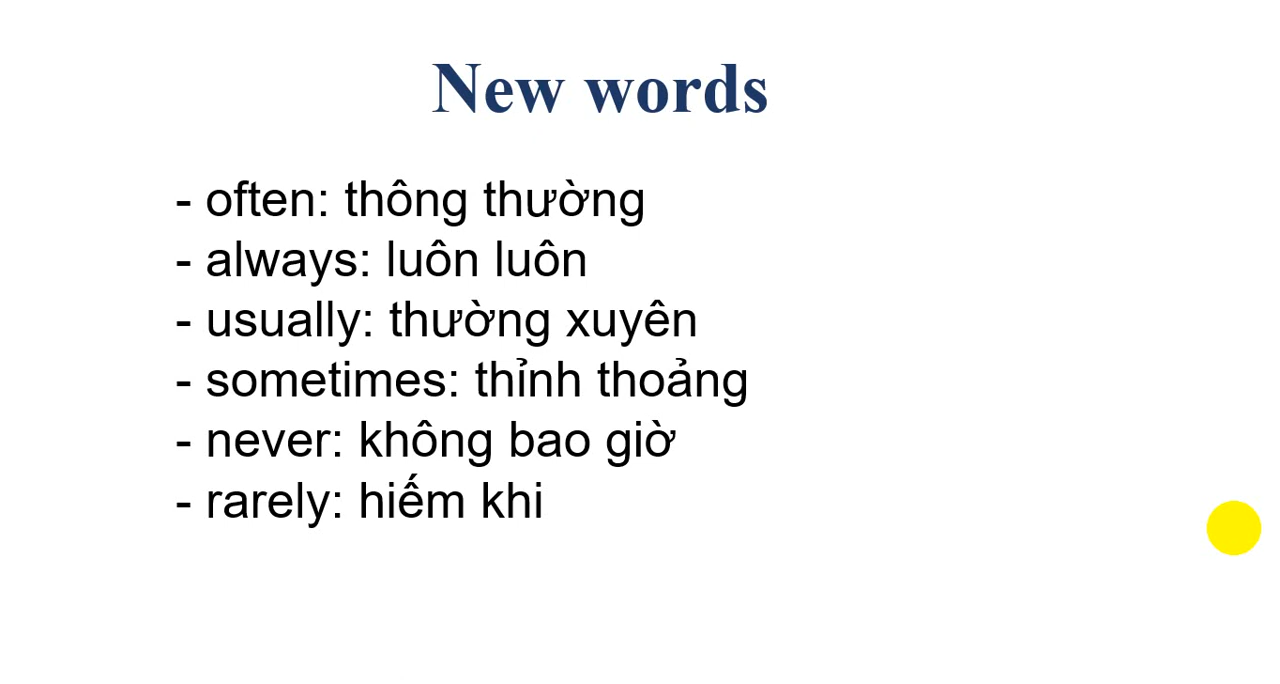 New words
- often: thông thường
- always: luôn luôn
- usually: thường xuyên
- sometimes: thỉnh thoảng
- never: không bao giờ
- rarely: hiếm khi